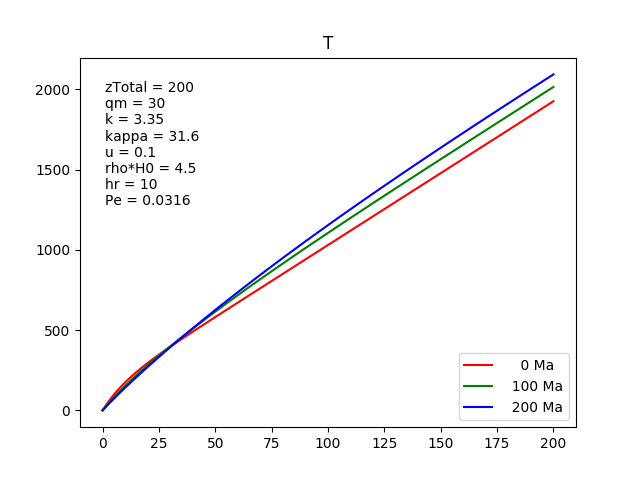 T
zTotal = 200
qm = 30
k = 3.35
kappa = 31.6
u = 0.1
rho*H0 = 4.5
hr = 10
Pe = 0.0316
2000
1500
1000
500
0
0 Ma
100 Ma
200 Ma
0 25 50 75 100 125 150 175 200